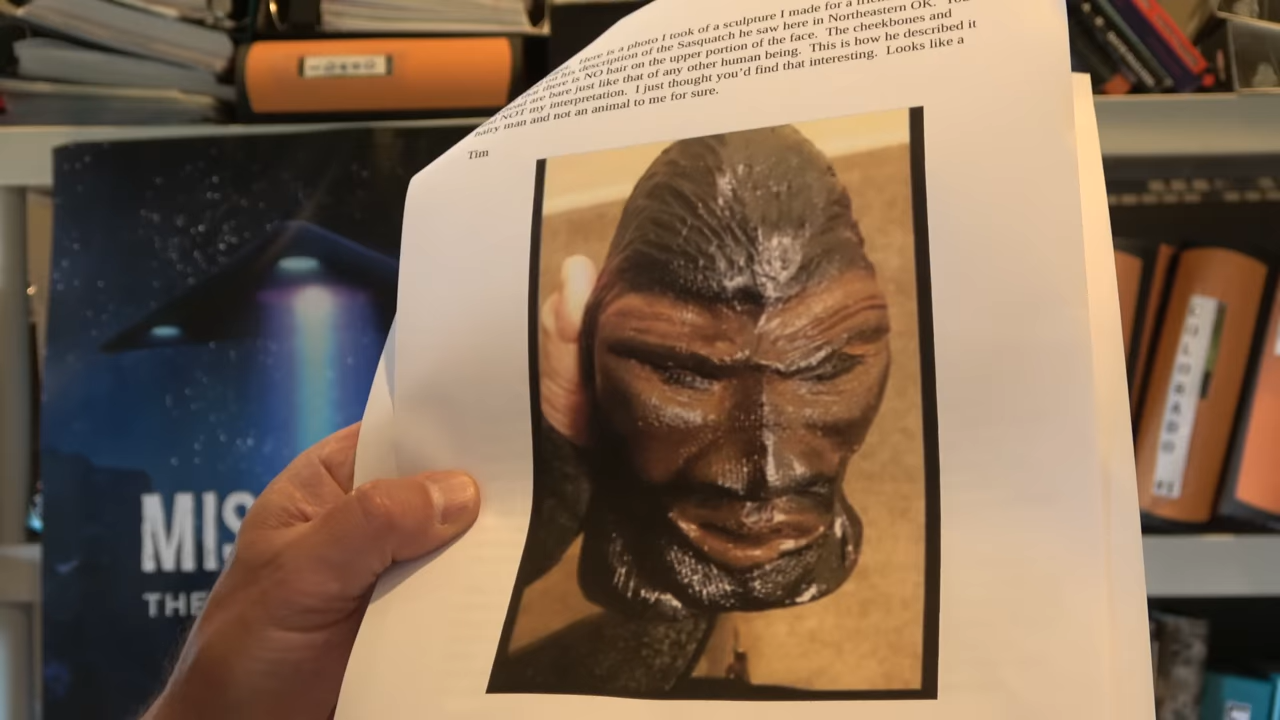 Here is a photo I took of a sculpture I made for a
on his description of the Sasquatch he saw here in Northeastern OK.
that there is NO hair on the upper portion of the face. The cheekbones and
are bare just like that of any other human being. This is how he described it
NOT my interpretation. I just thought you'd find that interesting. Looks like a
hairy man and not an animal to me for sure.
Tim
MIS
THE
COLORADO